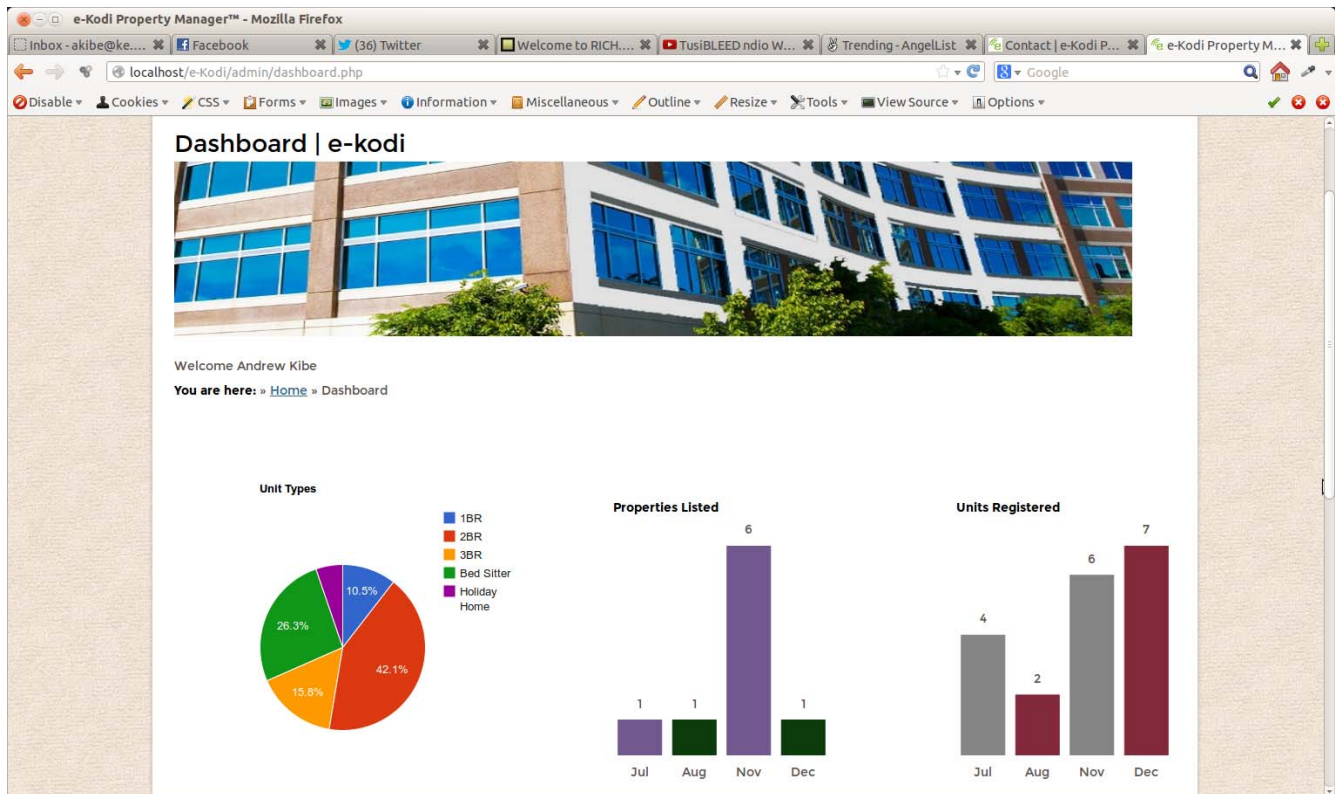 e-Kodi Property Manager™ - Mozilla Firefox
Inbox - akibe@ke.... Facebook (36) Twitter Welcome to RICH.... TusiBLEED ndio W... Trending - AngelList Contact | e-Kodi P... e-Kodi Property M...
localhost/e-Kodi/admin/dashboard.php Google
Disable Cookies CSS Forms Images Information Miscellaneous Outline Resize Tools View Source Options
Dashboard | e-kodi
Welcome Andrew Kibe
You are here: » Home » Dashboard
Unit Types
1BR
2BR
3BR
Bed Sitter
Holiday
Home
10.5%
26.3%
42.1%
15.8%
Properties Listed
6
1 1 1
Jul Aug Nov Dec
Units Registered
7
6
4
2
Jul Aug Nov Dec